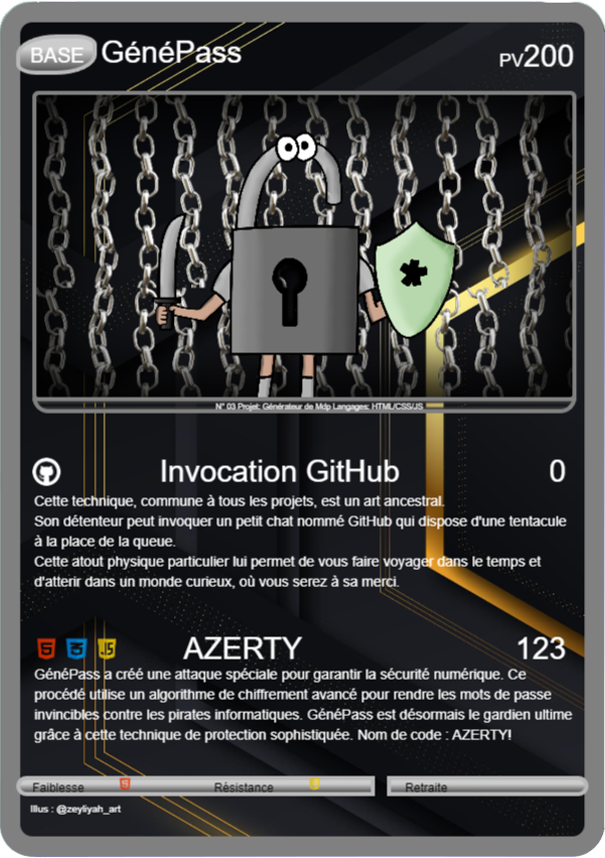 BASE GénéPass PV200
N° 03 Projet: Générateur de Mdp Langages: HTML/CSS/JS
Invocation GitHub 0
Cette technique, commune à tous les projets, est un art ancestral.
Son détenteur peut invoquer un petit chat nommé GitHub qui dispose d'une tentacule
à la place de la queue.
Cette atout physique particulier lui permet de vous faire voyager dans le temps et
d'atterir dans un monde curieux, où vous serez à sa merci.
AZERTY 123
GénéPass a créé une attaque spéciale pour garantir la sécurité numérique. Ce
procédé utilise un algorithme de chiffrement avancé pour rendre les mots de passe
invincibles contre les pirates informatiques. GénéPass est désormais le gardien ultime
grâce à cette technique de protection sophistiquée. Nom de code : AZERTY!
Faiblesse Résistance Retraite
Illus : @zeyliyah_art